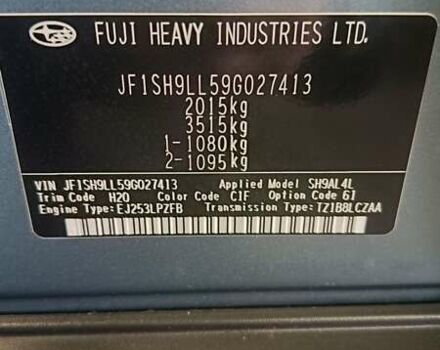 FUJI HEAVY INDUSTRIES LTD.
JF1SH9LL59G027413
2015kg
3515kg
1-1080kg
2-1095kg
VIN JF1SH9LL59G027413 Applied Model SH9AL4L
Trim Code H20 Color Code C1F Option Code 61
Engine Type:EJ253LPZFB Transmission Type:TZ1B8LCZAA